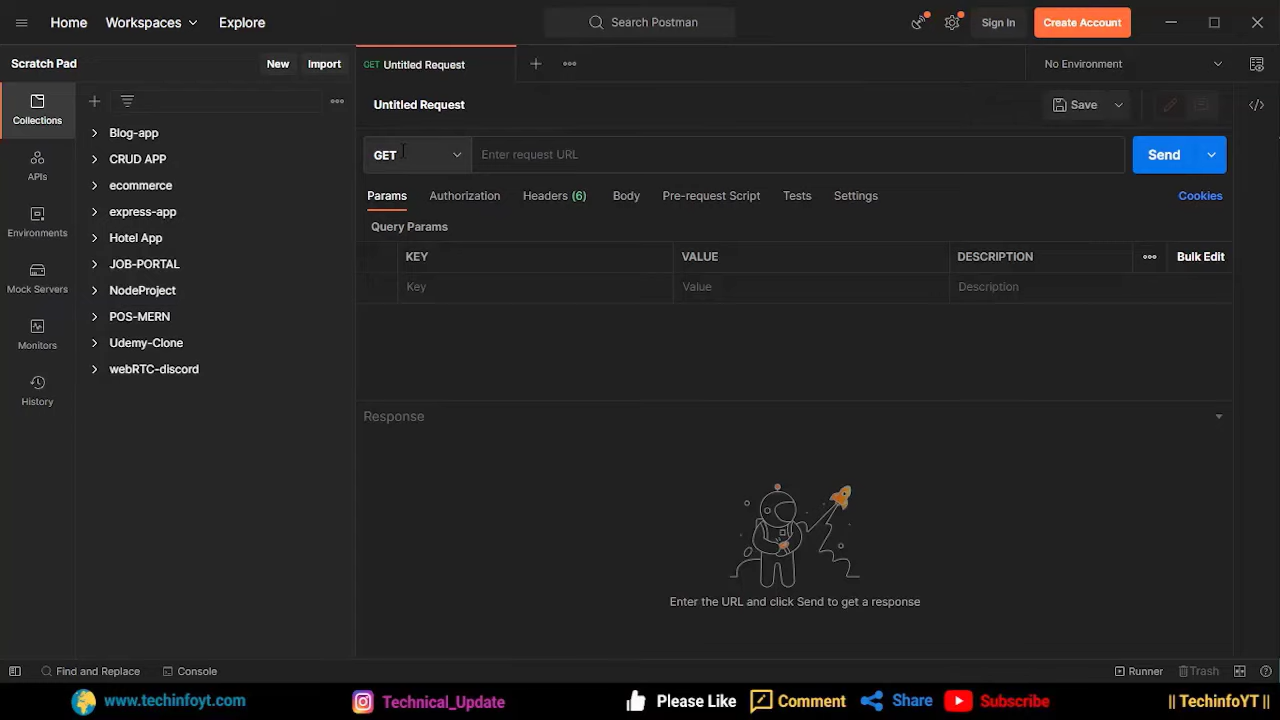 Home Workspaces Explore Search Postman Sign In Create Account
Scratch Pad New Import GET Untitled Request No Environment
Collections
APIs
Environments
Mock Servers
Monitors
History
Blog-app
CRUD APP
ecommerce
express-app
Hotel App
JOB-PORTAL
NodeProject
POS-MERN
Udemy-Clone
webRTC-discord
Untitled Request Save
GET Enter request URL Send
Params Authorization Headers (6) Body Pre-request Script Tests Settings Cookies
Query Params
KEY VALUE DESCRIPTION Bulk Edit
Key Value Description
Response
Enter the URL and click Send to get a response
Find and Replace Console Runner Trash
www.techinfoyt.com Technical_Update Please Like Comment Share Subscribe || TechinfoYT ||